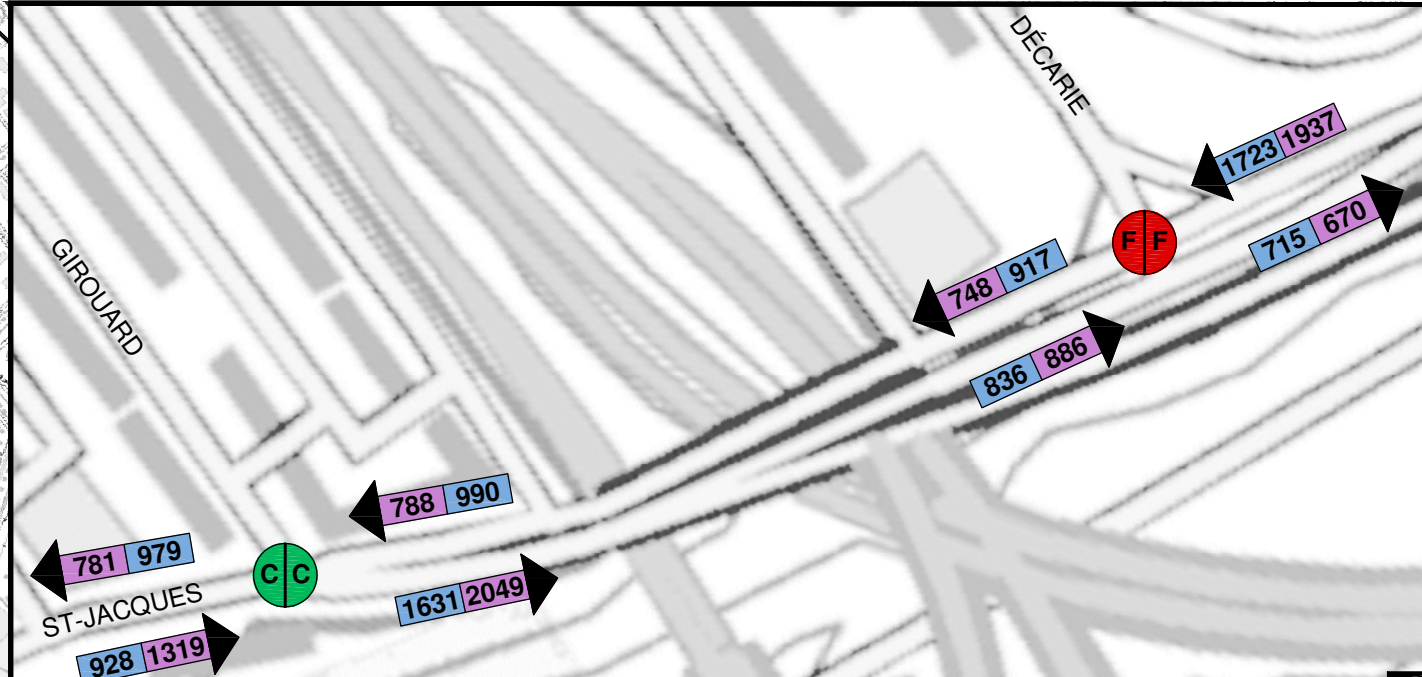 DÉCARIE
1723 1937
F F
715 670
748 917
GIROUARD
836 886
788 990
781 979
C C
ST-JACQUES
1631 2049
928 1319